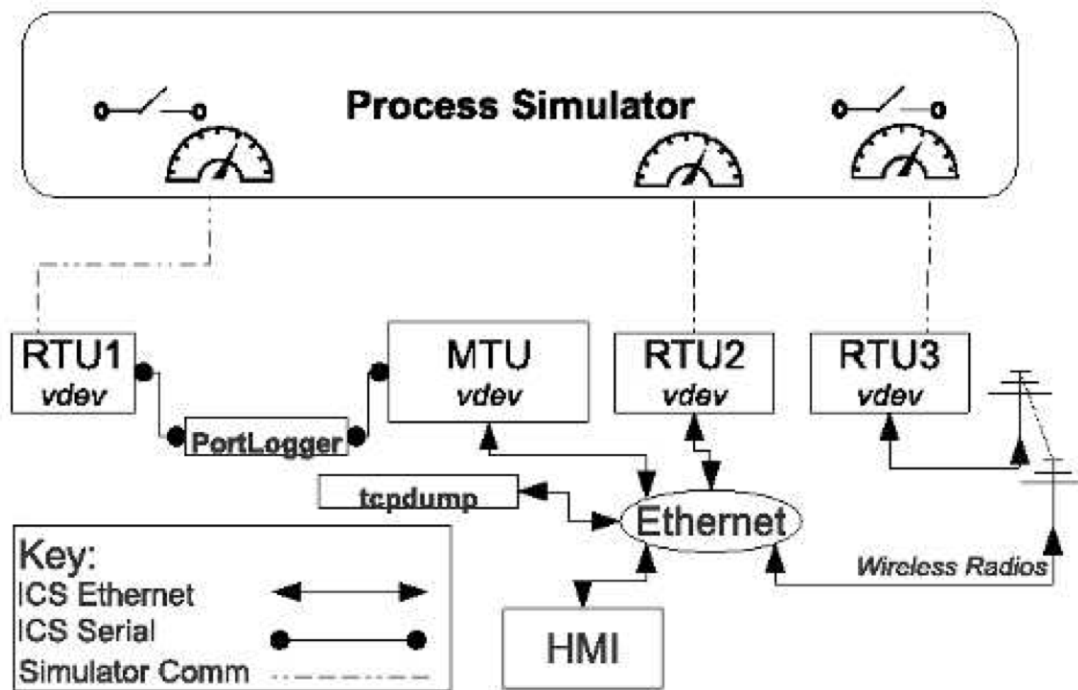 Process Simulator
RTU1
vdev
MTU
vdev
RTU2
vdev
RTU3
vdev
PortLogger
tcpdump
Ethernet
Wireless Radios
HMI
Key:
ICS Ethernet
ICS Serial
Simulator Comm